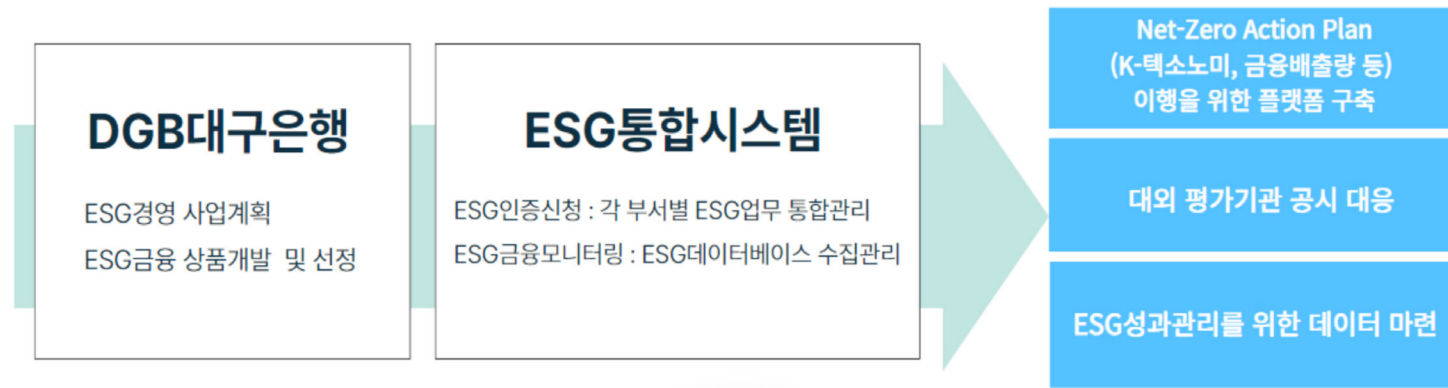 DGB대구은행
ESG경영 사업계획
ESG금융 상품개발 및 선정
ESG통합시스템
ESG인증신청 : 각 부서별 ESG업무 통합관리
ESG금융모니터링 : ESG데이터베이스 수집관리
Net-Zero Action Plan
(K-텍소노미, 금융배출량 등)
이행을 위한 플랫폼 구축
대외 평가기관 공시 대응
ESG성과관리를 위한 데이터 마련